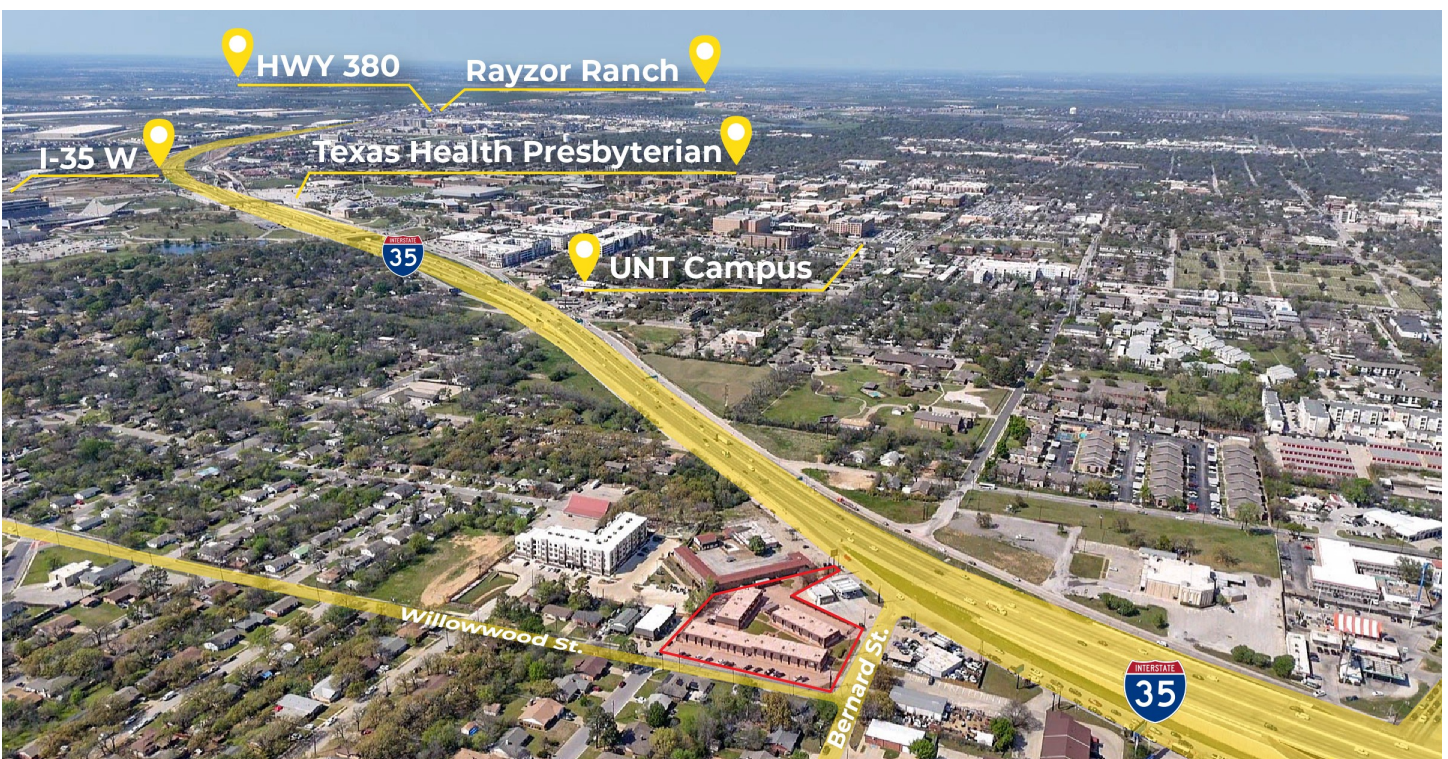 HWY 380
Rayzor Ranch
I-35 W
Texas Health Presbyterian
INTERSTATE
35
UNT Campus
Willowwood St.
Bernard St.
INTERSTATE
35